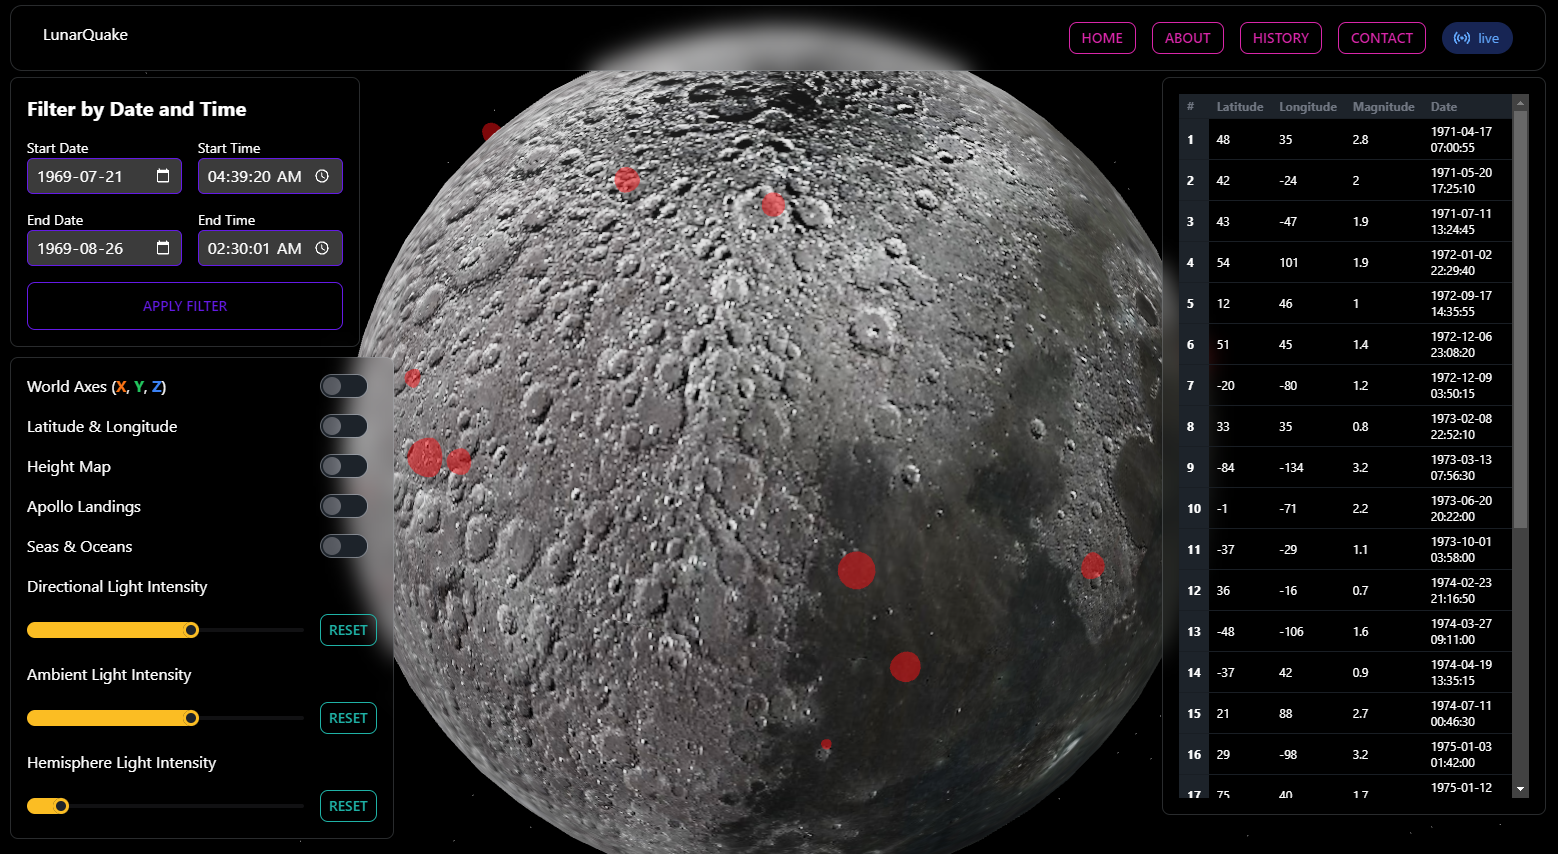 LunarQuake
HOME
ABOUT
HISTORY
CONTACT
live
Filter by Date and Time
Start Date
Start Time
1969-07-21
04:39:20 AM
End Date
End Time
1969-08-26
02:30:01 AM
APPLY FILTER
World Axes (X, Y, Z)
Latitude & Longitude
Height Map
Apollo Landings
Seas & Oceans
Directional Light Intensity
RESET
Ambient Light Intensity
RESET
Hemisphere Light Intensity
RESET
# Latitude Longitude Magnitude Date
1 48 35 2.8 1971-04-17 07:00:55
2 42 -24 2 1971-05-20 17:25:10
3 43 -47 1.9 1971-07-11 13:24:45
4 54 101 1.9 1972-01-02 22:29:40
5 12 46 1 1972-09-17 14:35:55
6 51 45 1.4 1972-12-06 23:08:20
7 -20 -80 1.2 1972-12-09 03:50:15
8 33 35 0.8 1973-02-08 22:52:10
9 -84 -134 3.2 1973-03-13 07:56:30
10 -1 -71 2.2 1973-06-20 20:22:00
11 -37 -29 1.1 1973-10-01 03:58:00
12 36 -16 0.7 1974-02-23 21:16:50
13 -48 -106 1.6 1974-03-27 09:11:00
14 -37 42 0.9 1974-04-19 13:35:15
15 21 88 2.7 1974-07-11 00:46:30
16 29 -98 3.2 1975-01-03 01:42:00
17 75 40 1.7 1975-01-12